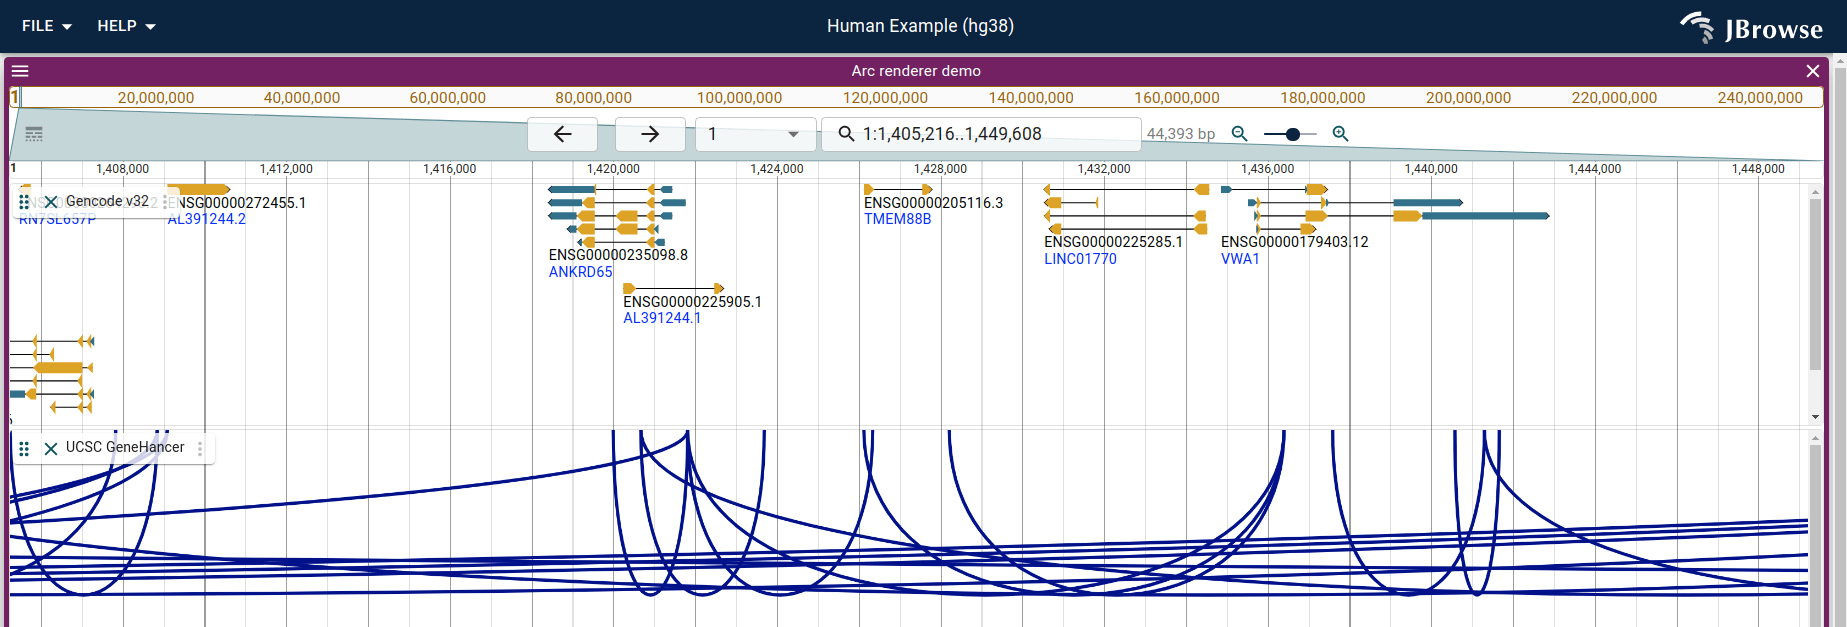 FILE HELP Human Example (hg38) JBrowse
Arc renderer demo
1 20,000,000 40,000,000 60,000,000 80,000,000 100,000,000 120,000,000 140,000,000 160,000,000 180,000,000 200,000,000 220,000,000 240,000,000
1 1:1,405,216..1,449,608 44,393 bp
1 1,408,000 1,412,000 1,416,000 1,420,000 1,424,000 1,428,000 1,432,000 1,436,000 1,440,000 1,444,000 1,448,000
Gencode v32 ENSG00000272455.1 ENSG00000205116.3
RN7SL657P AL391244.2 TMEM88B
ENSG00000225285.1 ENSG00000179403.12
ENSG00000235098.8 LINC01770 VWA1
ANKRD65
ENSG00000225905.1
AL391244.1
UCSC GeneHancer